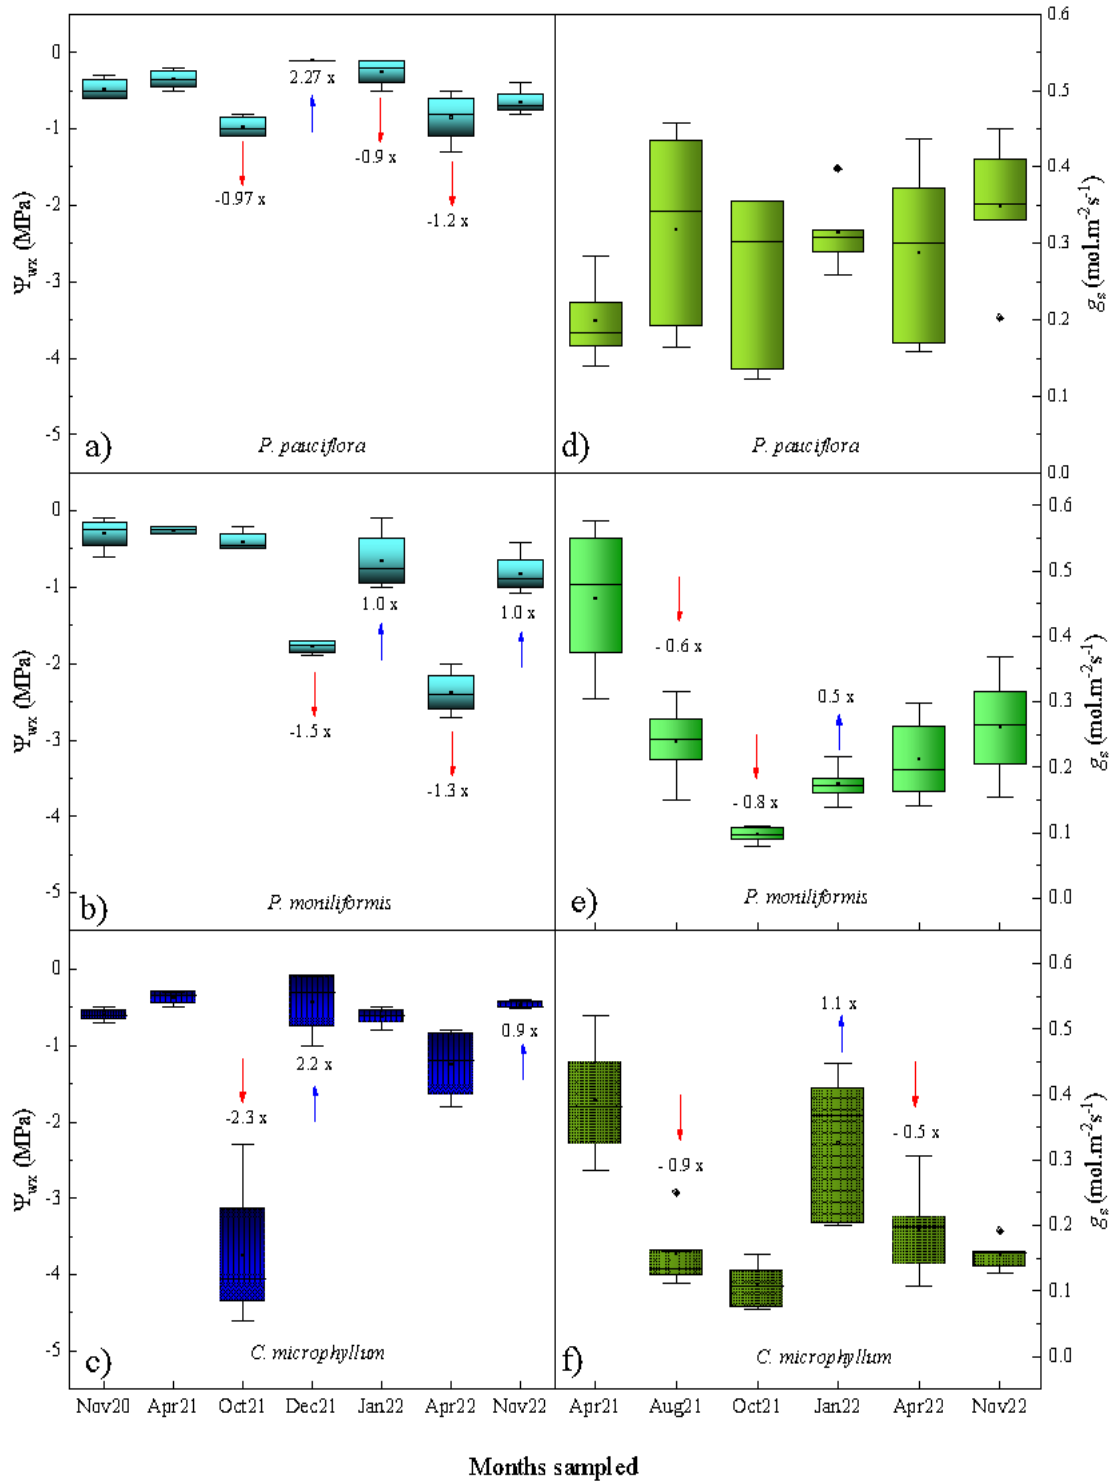 0
-1
-2
-3
-4
-5
Ψwx (MPa)
2.27 x
-0.97 x
-0.9 x
-1.2 x
a)
P. pauciflora
0.6
0.5
0.4
0.3
0.2
0.1
0.0
gs (mol.m-2s-1)
d)
P. pauciflora
0
-1
-2
-3
-4
-5
Ψwx (MPa)
1.0 x
1.0 x
-1.5 x
-1.3 x
b)
P. moniliformis
0.6
0.5
0.4
0.3
0.2
0.1
0.0
gs (mol.m-2s-1)
- 0.6 x
0.5 x
- 0.8 x
e)
P. moniliformis
0
-1
-2
-3
-4
-5
Ψwx (MPa)
0.9 x
2.2 x
-2.3 x
c)
C. microphyllum
0.6
0.5
0.4
0.3
0.2
0.1
0.0
gs (mol.m-2s-1)
1.1 x
- 0.5 x
- 0.9 x
f)
C. microphyllum
Nov20 Apr21 Oct21 Dec21 Jan22 Apr22 Nov22
Apr21 Aug21 Oct21 Jan22 Apr22 Nov22
Months sampled